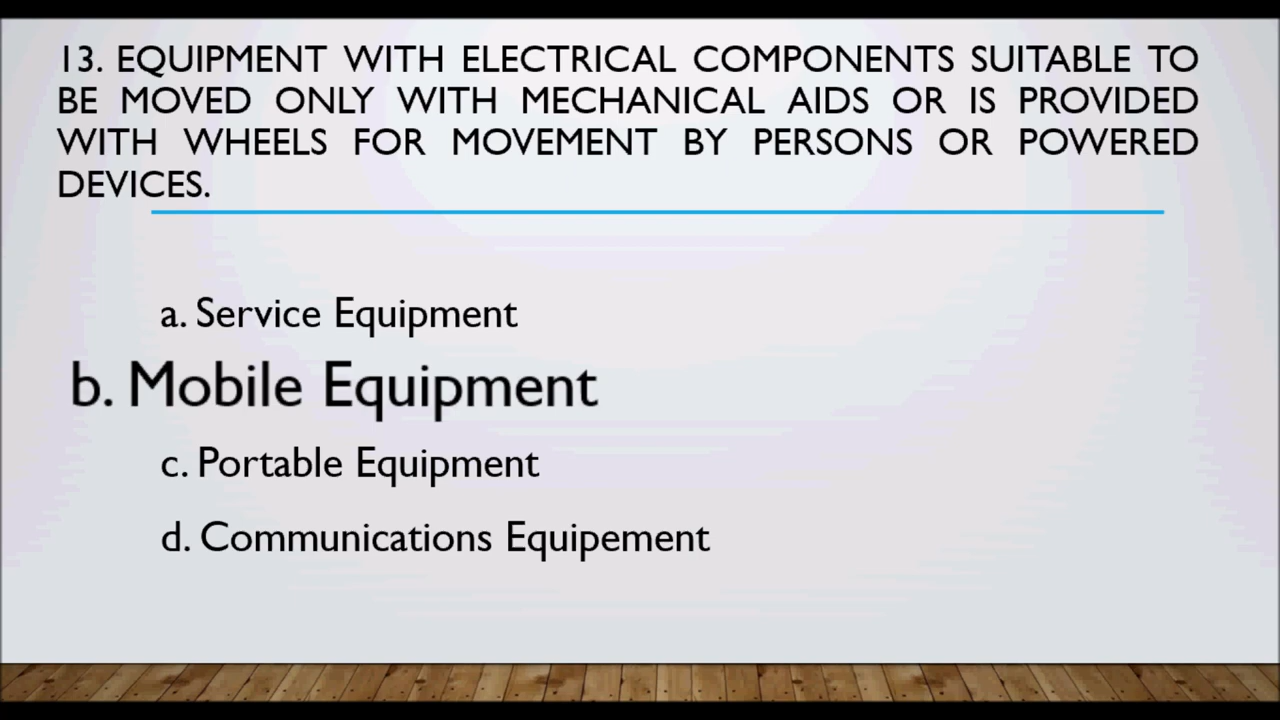 13. EQUIPMENT WITH ELECTRICAL COMPONENTS SUITABLE TO
BE MOVED ONLY WITH MECHANICAL AIDS OR IS PROVIDED
WITH WHEELS FOR MOVEMENT BY PERSONS OR POWERED
DEVICES.
a. Service Equipment
b. Mobile Equipment
c. Portable Equipment
d. Communications Equipement